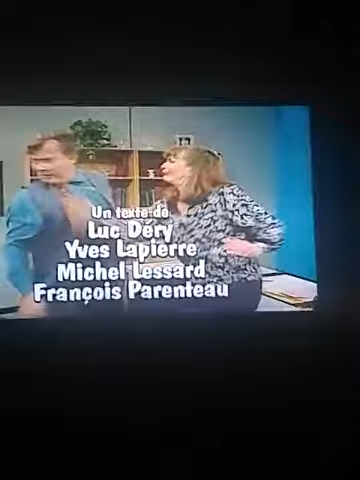 Un texte de
Luc Déry
Yves Lapierre
Michel Lessard
François Parenteau